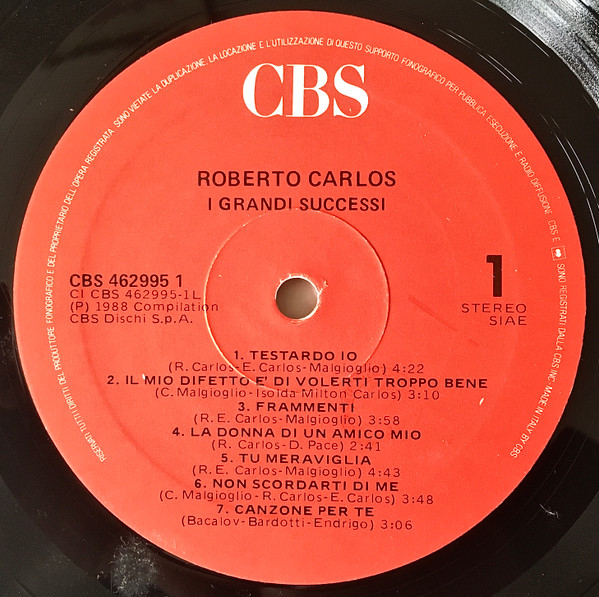 RISERVATI TUTTI I DIRITTI DEL PRODUTTORE FONOGRAFICO E DEL PROPRIETARIO DELL'OPERA REGISTRATA. SONO VIETATE LA DUPLICAZIONE, LA LOCAZIONE E L'UTILIZZAZIONE DI QUESTO SUPPORTO FONOGRAFICO PER PUBBLICA ESECUZIONE E RADIO DIFFUSIONE. CBS E SONO REGISTRATI DALLA CBS INC. MADE IN ITALY BY CBS
CBS
ROBERTO CARLOS
I GRANDI SUCCESSI
CBS 462995 1
CI CBS 462995-1L
(P) 1988 Compilation
CBS Dischi S.p.A.
1
STEREO
SIAE
1. TESTARDO IO
(R. Carlos-E. Carlos-Malgioglio) 4:22
2. IL MIO DIFETTO E' DI VOLERTI TROPPO BENE
(C. Malgioglio-Isolda Milton Carlos) 3:10
3. FRAMMENTI
(R.E. Carlos-Malgioglio) 3:58
4. LA DONNA DI UN AMICO MIO
(R. Carlos-D. Pace) 2:41
5. TU MERAVIGLIA
(R.E. Carlos-Malgioglio) 4:43
6. NON SCORDARTI DI ME
(C. Malgioglio-R. Carlos-E. Carlos) 3:48
7. CANZONE PER TE
(Bacalov-Bardotti-Endrigo) 3:06